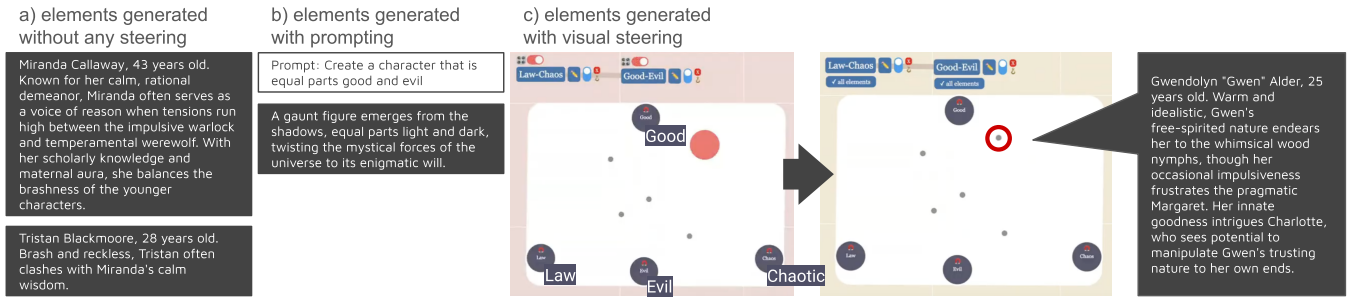 a) elements generated
without any steering
Miranda Callaway, 43 years old.
Known for her calm, rational
demeanor, Miranda often serves as
a voice of reason when tensions run
high between the impulsive warlock
and temperamental werewolf. With
her scholarly knowledge and
maternal aura, she balances the
brashness of the younger
characters.
Tristan Blackmoore, 28 years old.
Brash and reckless, Tristan often
clashes with Miranda's calm
wisdom.
b) elements generated
with prompting
Prompt: Create a character that is
equal parts good and evil
A gaunt figure emerges from the
shadows, equal parts light and dark,
twisting the mystical forces of the
universe to its enigmatic will.
c) elements generated
with visual steering
Law-Chaos
Good-Evil
Good
Good
Law
Law
Evil
Evil
Chaos
Chaotic
Law-Chaos
Good-Evil
✓ all elements
✓ all elements
Good
Law
Evil
Chaos
Gwendolyn "Gwen" Alder, 25
years old. Warm and
idealistic, Gwen's
free-spirited nature endears
her to the whimsical wood
nymphs, though her
occasional impulsiveness
frustrates the pragmatic
Margaret. Her innate
goodness intrigues Charlotte,
who sees potential to
manipulate Gwen's trusting
nature to her own ends.